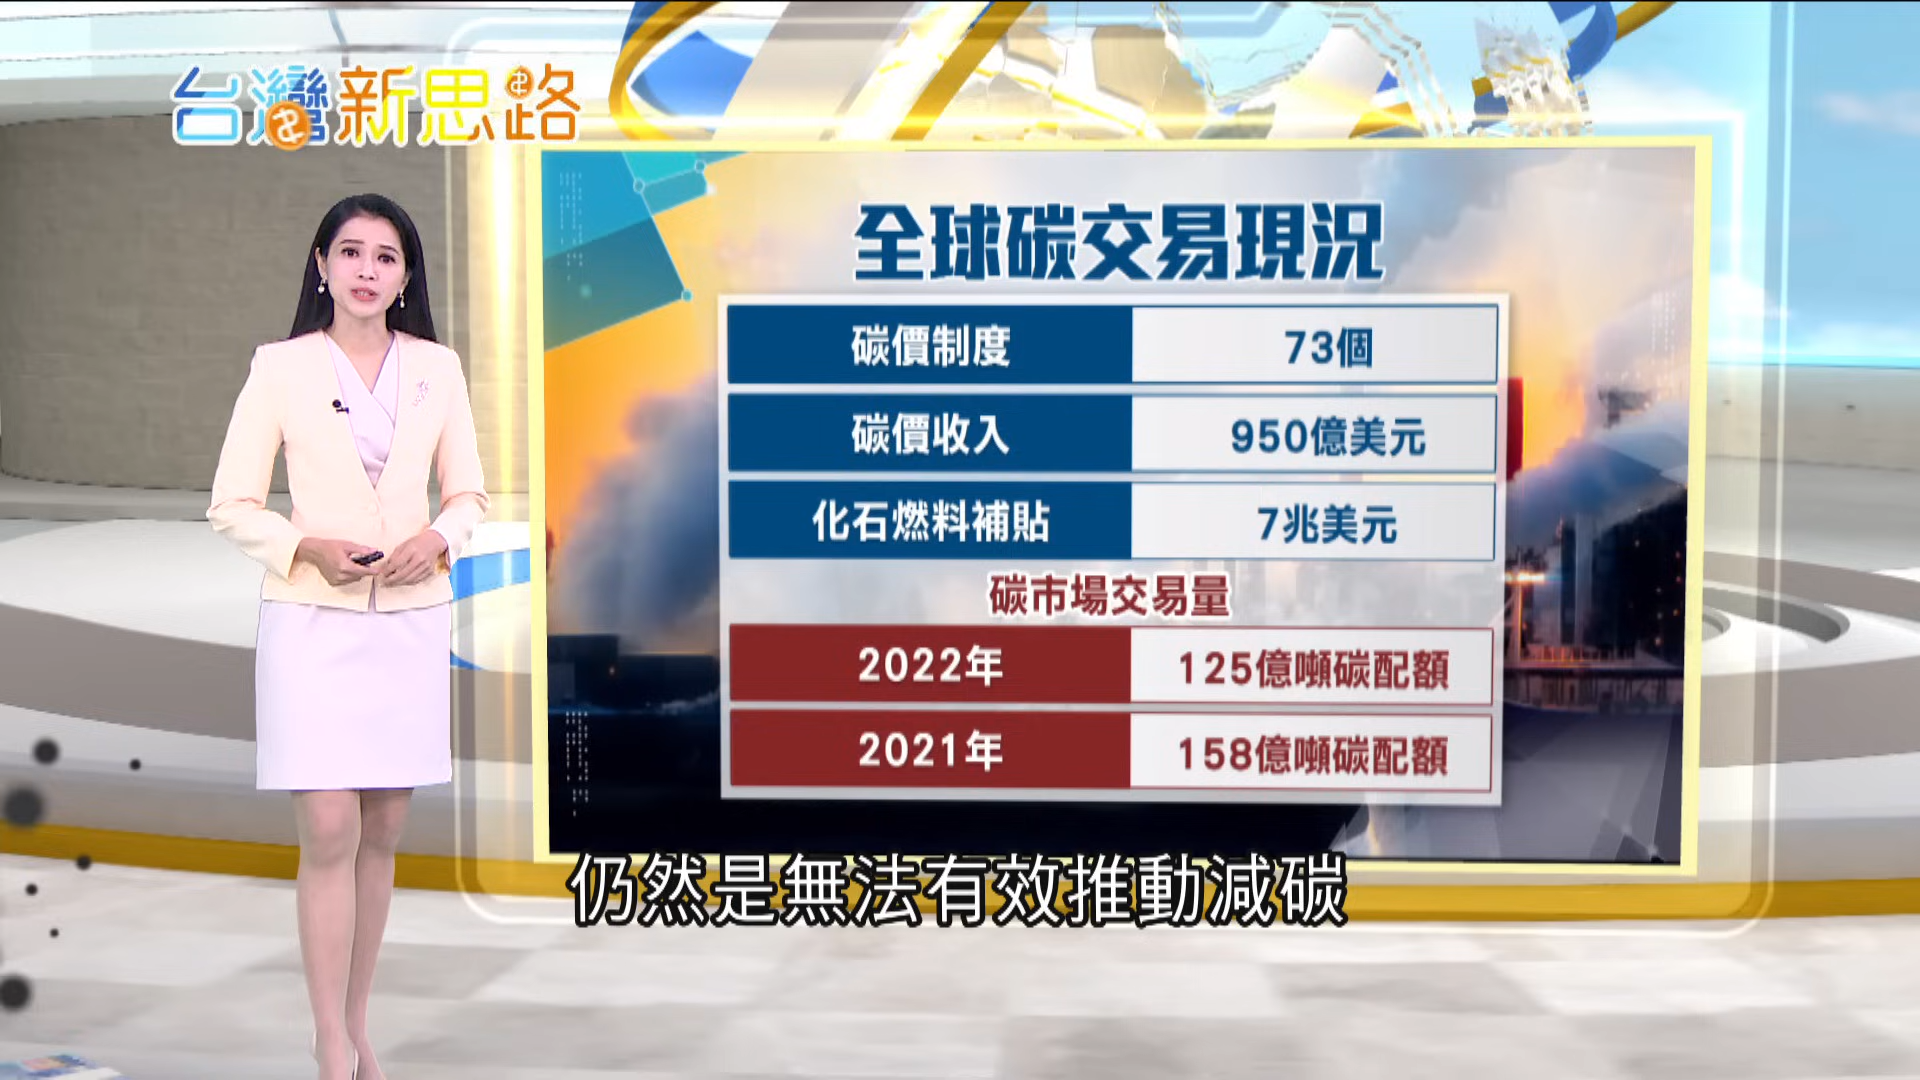 台灣新思路
全球碳交易現況
碳價制度 73個
碳價收入 950億美元
化石燃料補貼 7兆美元
碳市場交易量
2022年 125億噸碳配額
2021年 158億噸碳配額
仍然是無法有效推動減碳